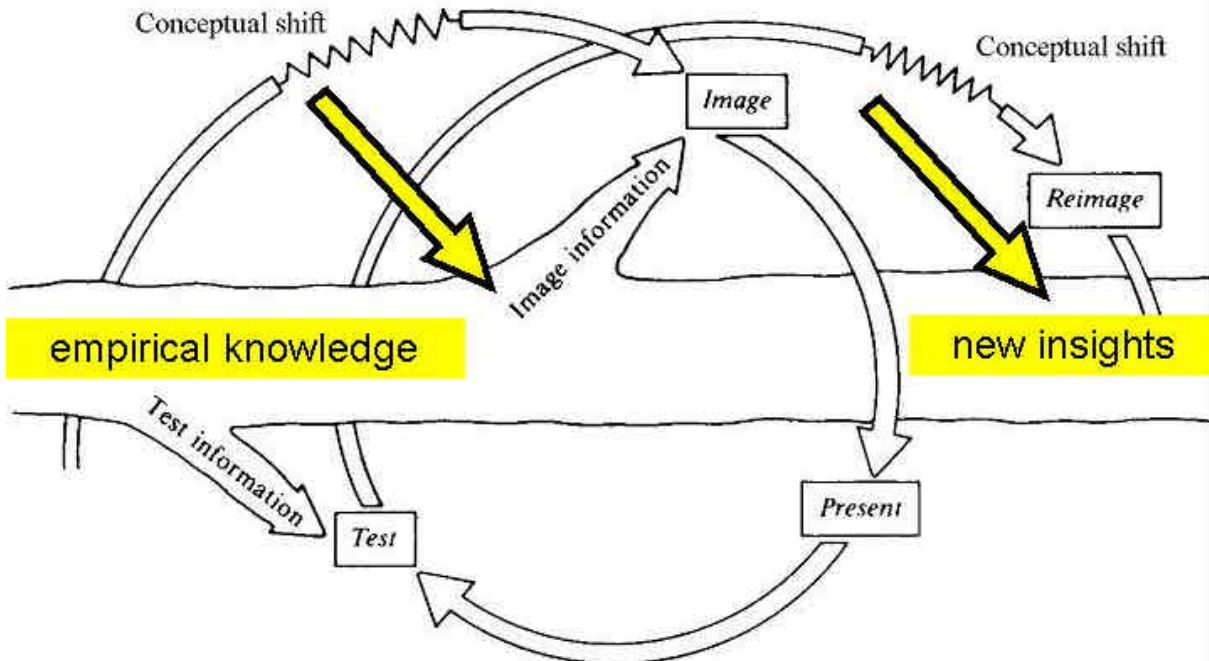 Conceptual shift
Conceptual shift
Image
Reimage
Image information
empirical knowledge
new insights
Test information
Present
Test